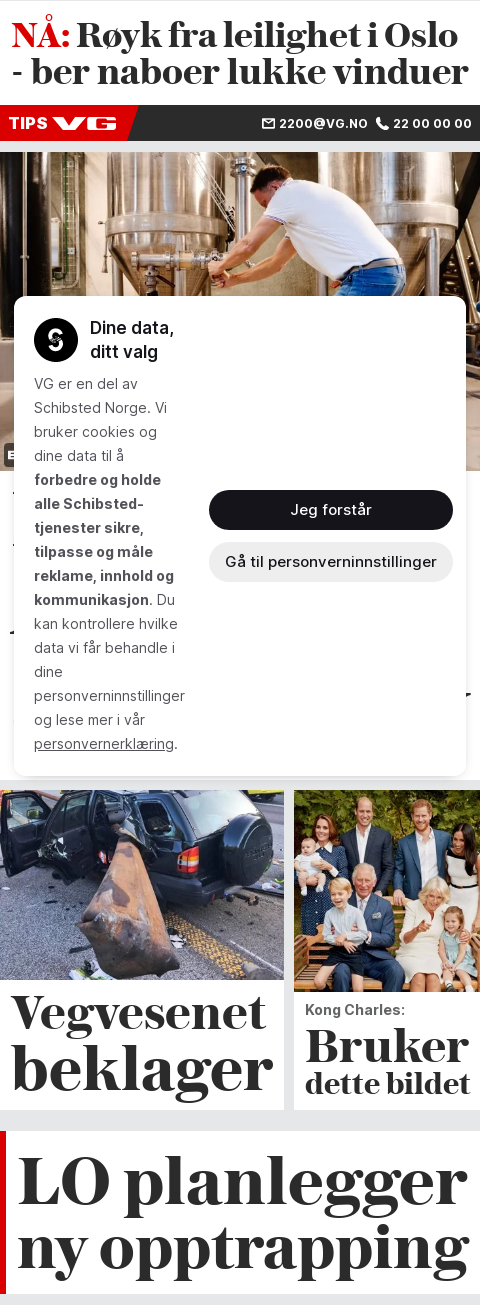 NÅ: Røyk fra leilighet i Oslo
- ber naboer lukke vinduer
TIPS VG 2200@VG.NO 22 00 00 00
Dine data,
ditt valg
VG er en del av
Schibsted Norge. Vi
bruker cookies og
dine data til å
forbedre og holde
alle Schibsted-
tjenester sikre,
tilpasse og måle
reklame, innhold og
kommunikasjon. Du
kan kontrollere hvilke
data vi får behandle i
dine
personverninnstillinger
og lese mer i vår
personvernerklæring.
Jeg forstår
Gå til personverninnstillinger
Vegvesenet
beklager
Kong Charles:
Bruker
dette bildet
LO planlegger
ny opptrapping